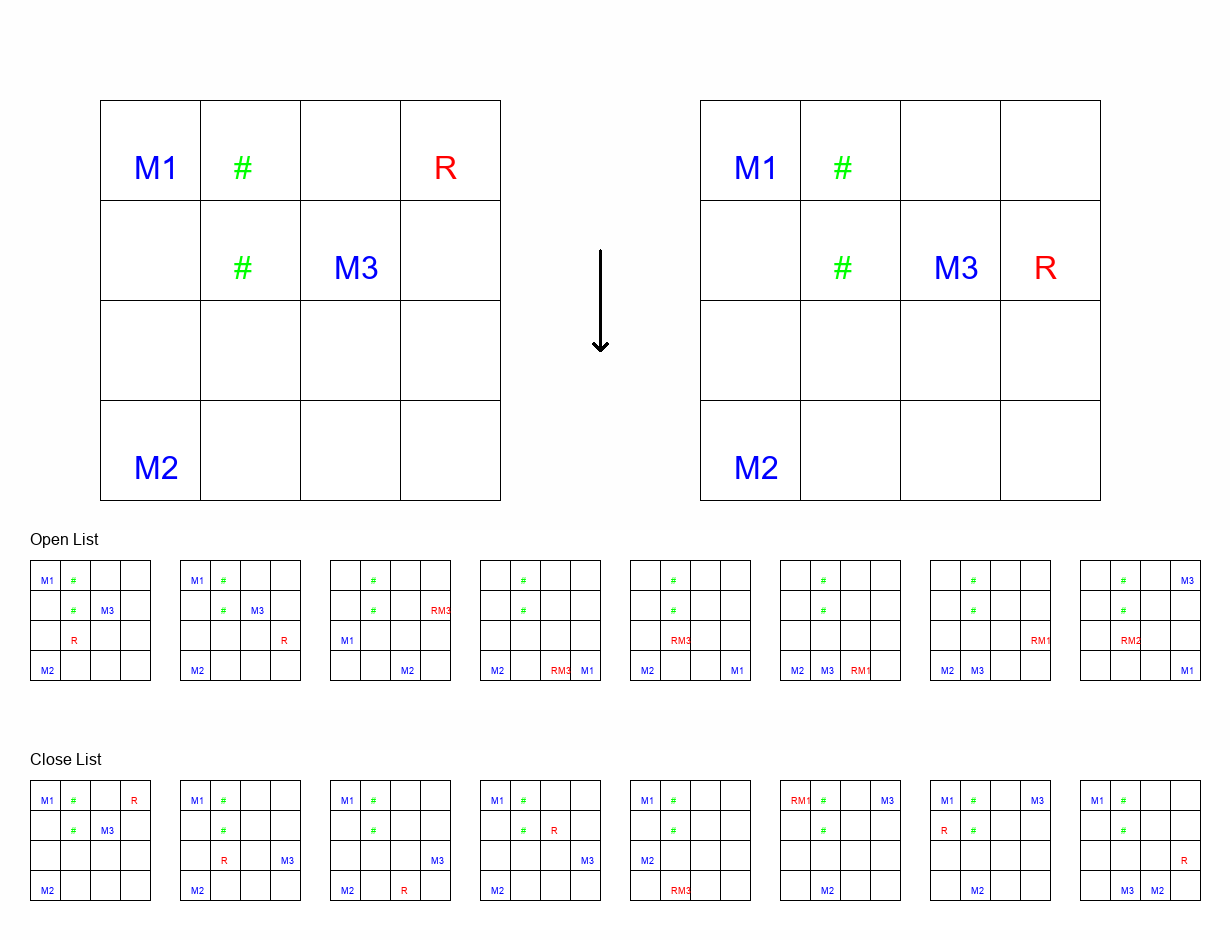 M1 # R M1 #
# M3 # M3 R
M2 M2
Open List
M1 # M1 # # # # # # # M3
# M3 # M3 # RM3 # # # # #
R R M1 RM3 RM1 RM2
M2 M2 M2 M2 RM3 M1 M2 M1 M2 M3 RM1 M2 M3 M1
Close List
M1 # R M1 # M1 # M1 # M1 # RM1 # M3 M1 # M3 M1 #
# M3 # # # R # # R # #
R M3 M3 M3 M2 R
M2 M2 M2 R M2 RM3 M2 M2 M3 M2